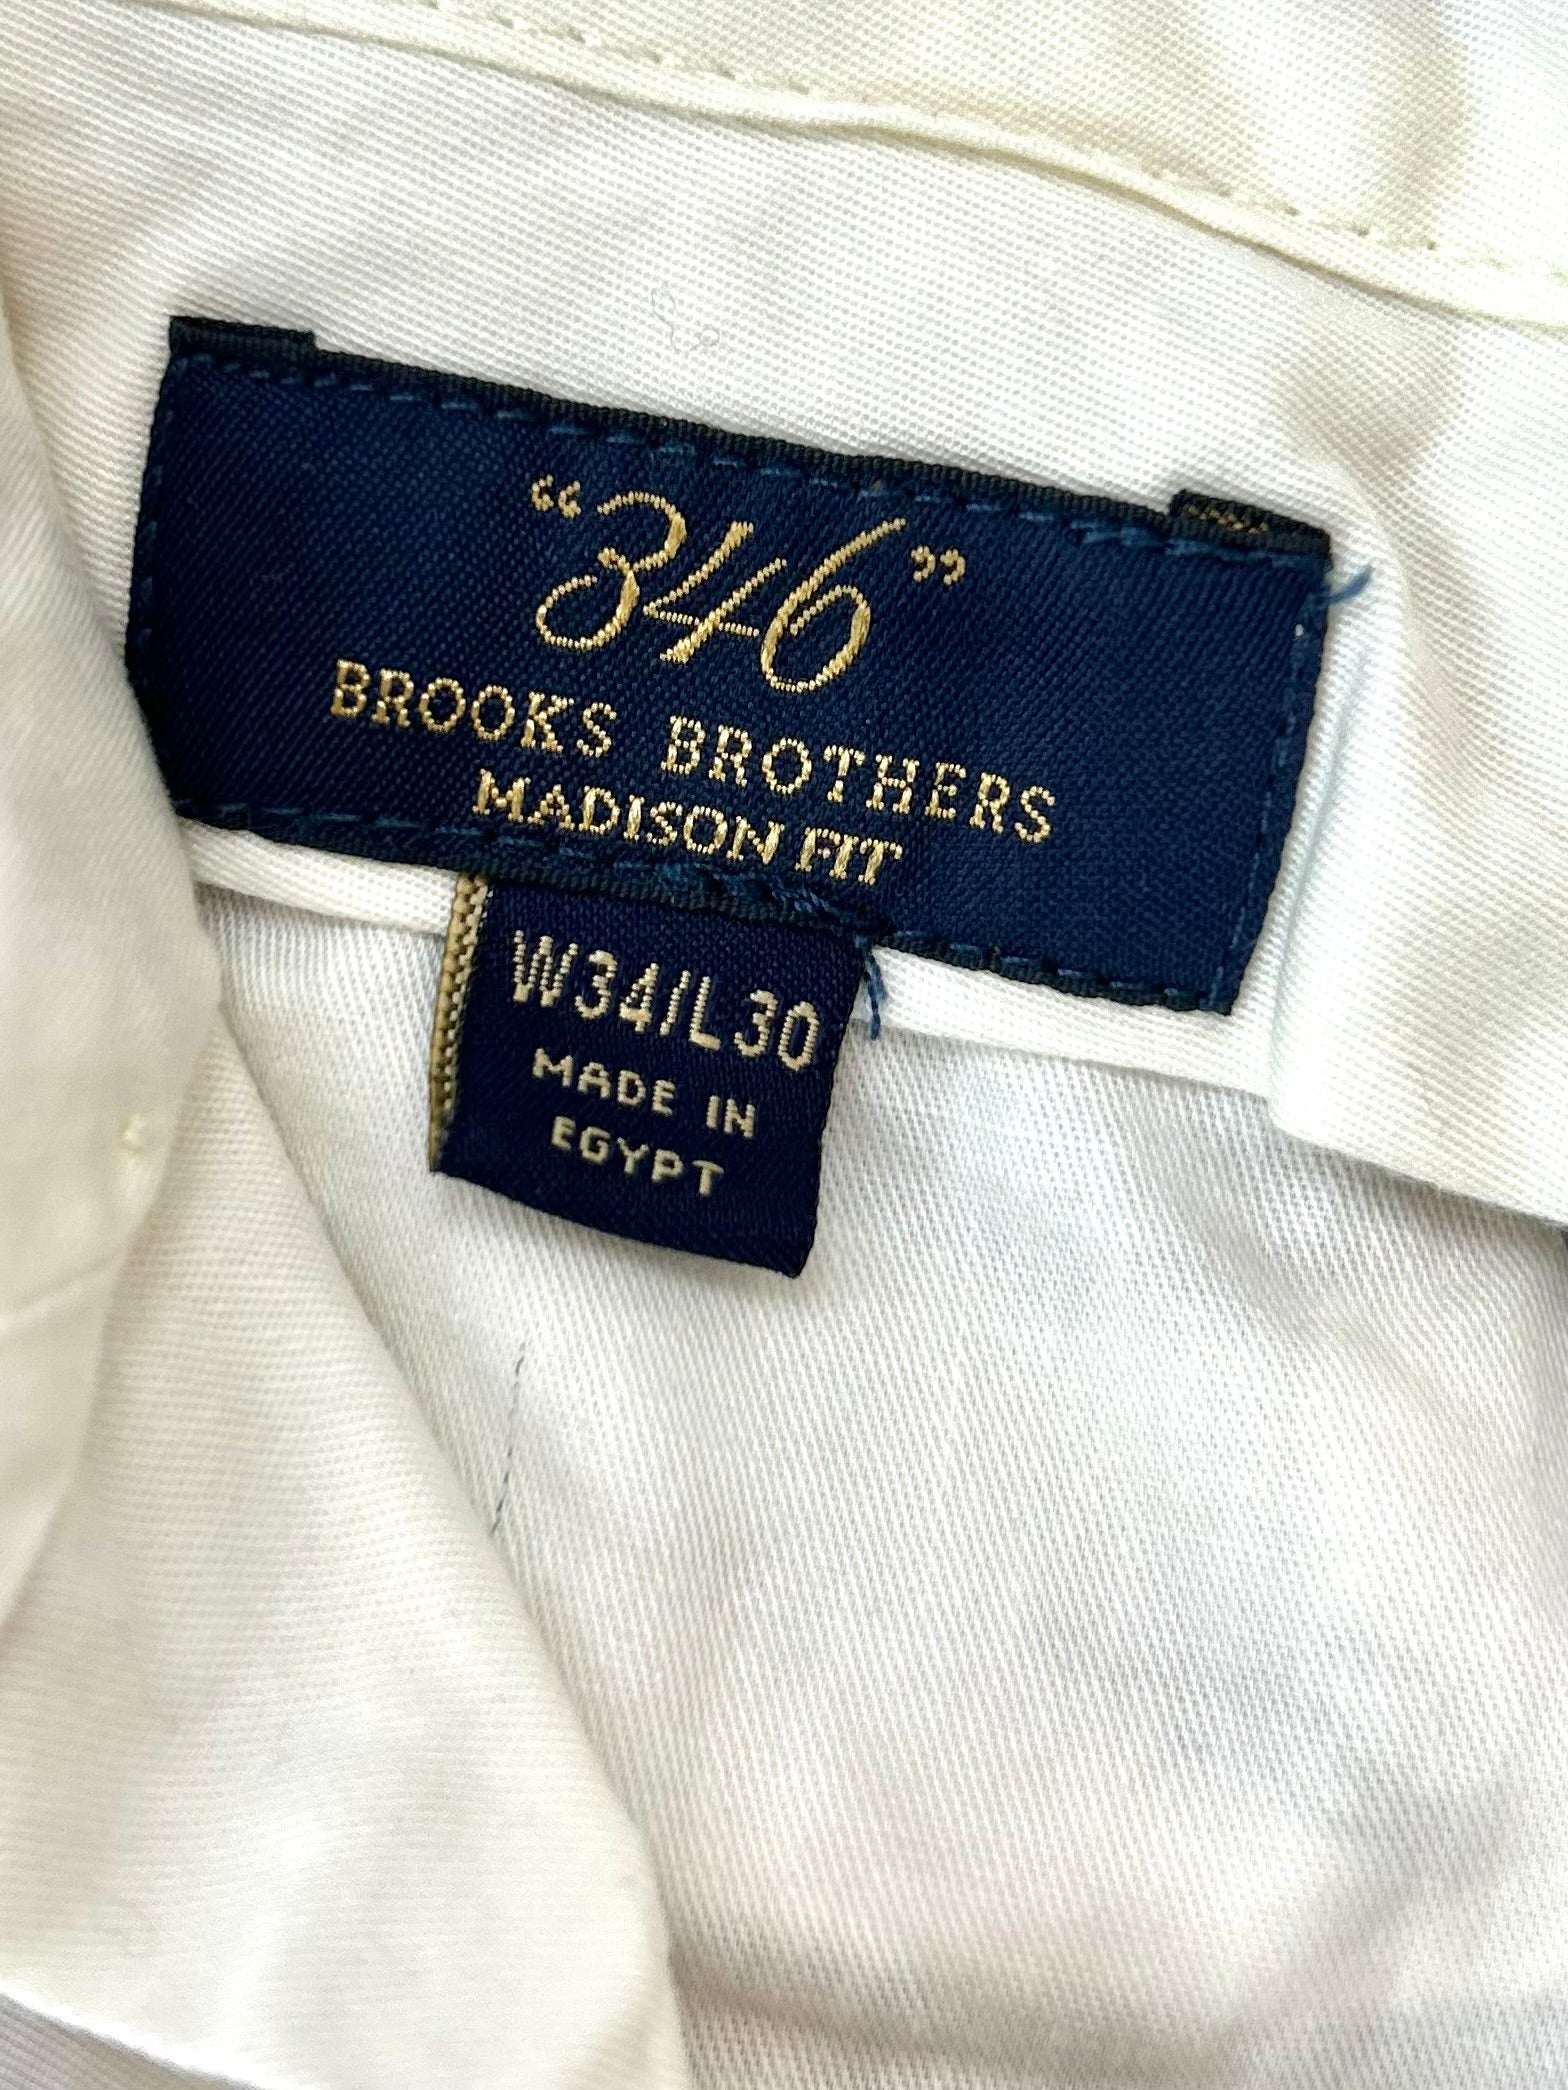 “346”
BROOKS BROTHERS
MADISON FIT
W34/L30
MADE IN
EGYPT